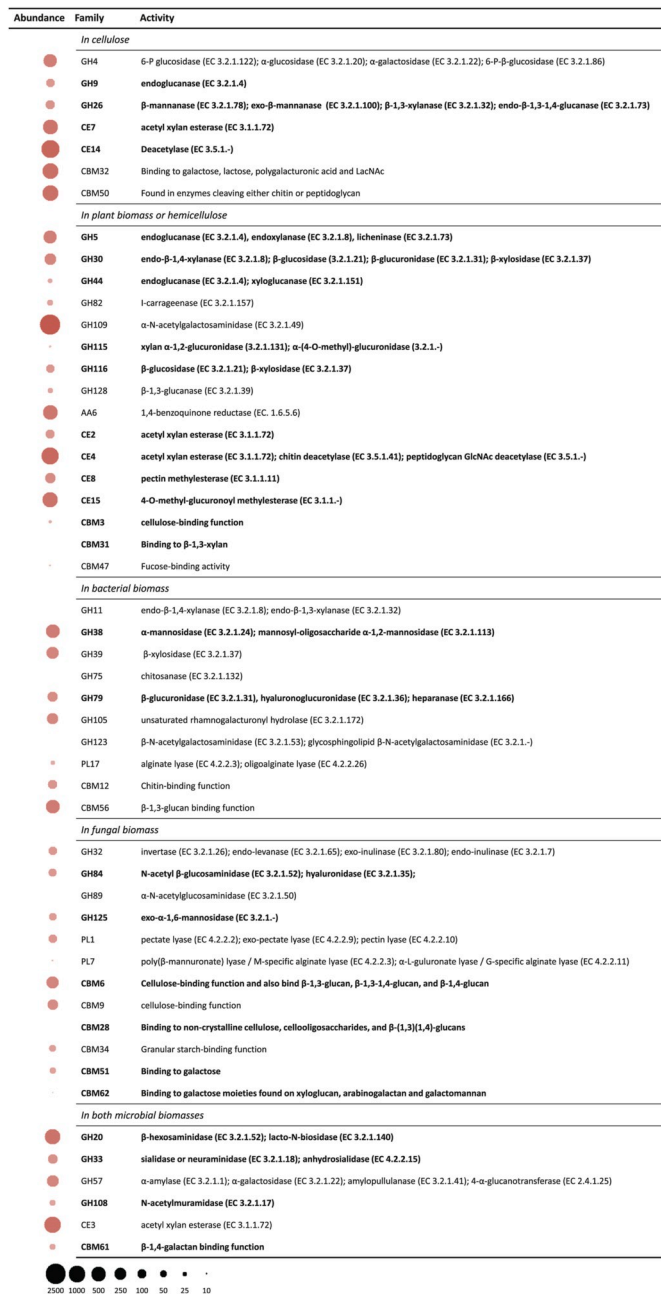 Abundance Family Activity
In cellulose
GH4 6-P glucosidase (EC 3.2.1.122); α-glucosidase (EC 3.2.1.20); α-galactosidase (EC 3.2.1.22); 6-P-β-glucosidase (EC 3.2.1.86)
GH9 endoglucanase (EC 3.2.1.4)
GH26 β-mannanase (EC 3.2.1.78); exo-β-mannanase (EC 3.2.1.100); β-1,3-xylanase (EC 3.2.1.32); endo-β-1,3-1,4-glucanase (EC 3.2.1.73)
CE7 acetyl xylan esterase (EC 3.1.1.72)
CE14 Deacetylase (EC 3.5.1.-)
CBM32 Binding to galactose, lactose, polygalacturonic acid and LacNAc
CBM50 Found in enzymes cleaving either chitin or peptidoglycan
In plant biomass or hemicellulose
GH5 endoglucanase (EC 3.2.1.4), endoxylanase (EC 3.2.1.8), licheninase (EC 3.2.1.73)
GH30 endo-β-1,4-xylanase (EC 3.2.1.8); β-glucosidase (3.2.1.21); β-glucuronidase (EC 3.2.1.31); β-xylosidase (EC 3.2.1.37)
GH44 endoglucanase (EC 3.2.1.4); xyloglucanase (EC 3.2.1.151)
GH82 I-carrageenase (EC 3.2.1.157)
GH109 α-N-acetylgalactosaminidase (EC 3.2.1.49)
GH115 xylan α-1,2-glucuronidase (3.2.1.131); α-(4-O-methyl)-glucuronidase (3.2.1.-)
GH116 β-glucosidase (EC 3.2.1.21); β-xylosidase (EC 3.2.1.37)
GH128 β-1,3-glucanase (EC 3.2.1.39)
AA6 1,4-benzoquinone reductase (EC. 1.6.5.6)
CE2 acetyl xylan esterase (EC 3.1.1.72)
CE4 acetyl xylan esterase (EC 3.1.1.72); chitin deacetylase (EC 3.5.1.41); peptidoglycan GlcNAc deacetylase (EC 3.5.1.-)
CE8 pectin methylesterase (EC 3.1.1.11)
CE15 4-O-methyl-glucuronoyl methylesterase (EC 3.1.1.-)
CBM3 cellulose-binding function
CBM31 Binding to β-1,3-xylan
CBM47 Fucose-binding activity
In bacterial biomass
GH11 endo-β-1,4-xylanase (EC 3.2.1.8); endo-β-1,3-xylanase (EC 3.2.1.32)
GH38 α-mannosidase (EC 3.2.1.24); mannosyl-oligosaccharide α-1,2-mannosidase (EC 3.2.1.113)
GH39 β-xylosidase (EC 3.2.1.37)
GH75 chitosanase (EC 3.2.1.132)
GH79 β-glucuronidase (EC 3.2.1.31), hyaluronoglucuronidase (EC 3.2.1.36); heparanase (EC 3.2.1.166)
GH105 unsaturated rhamnogalacturonyl hydrolase (EC 3.2.1.172)
GH123 β-N-acetylgalactosaminidase (EC 3.2.1.53); glycosphingolipid β-N-acetylgalactosaminidase (EC 3.2.1.-)
PL17 alginate lyase (EC 4.2.2.3); oligoalginate lyase (EC 4.2.2.26)
CBM12 Chitin-binding function
CBM56 β-1,3-glucan binding function
In fungal biomass
GH32 invertase (EC 3.2.1.26); endo-levanase (EC 3.2.1.65); exo-inulinase (EC 3.2.1.80); endo-inulinase (EC 3.2.1.7)
GH84 N-acetyl β-glucosaminidase (EC 3.2.1.52); hyaluronidase (EC 3.2.1.35);
GH89 α-N-acetylglucosaminidase (EC 3.2.1.50)
GH125 exo-α-1,6-mannosidase (EC 3.2.1.-)
PL1 pectate lyase (EC 4.2.2.2); exo-pectate lyase (EC 4.2.2.9); pectin lyase (EC 4.2.2.10)
PL7 poly(β-mannuronate) lyase / M-specific alginate lyase (EC 4.2.2.3); α-L-guluronate lyase / G-specific alginate lyase (EC 4.2.2.11)
CBM6 Cellulose-binding function and also bind β-1,3-glucan, β-1,3-1,4-glucan, and β-1,4-glucan
CBM9 cellulose-binding function
CBM28 Binding to non-crystalline cellulose, cellooligosaccharides, and β-(1,3)(1,4)-glucans
CBM34 Granular starch-binding function
CBM51 Binding to galactose
CBM62 Binding to galactose moieties found on xyloglucan, arabinogalactan and galactomannan
In both microbial biomasses
GH20 β-hexosaminidase (EC 3.2.1.52); lacto-N-biosidase (EC 3.2.1.140)
GH33 sialidase or neuraminidase (EC 3.2.1.18); anhydrosialidase (EC 4.2.2.15)
GH57 α-amylase (EC 3.2.1.1); α-galactosidase (EC 3.2.1.22); amylopullulanase (EC 3.2.1.41); 4-α-glucanotransferase (EC 2.4.1.25)
GH108 N-acetylmuramidase (EC 3.2.1.17)
CE3 acetyl xylan esterase (EC 3.1.1.72)
CBM61 β-1,4-galactan binding function
2500 1000 500 250 100 50 25 10